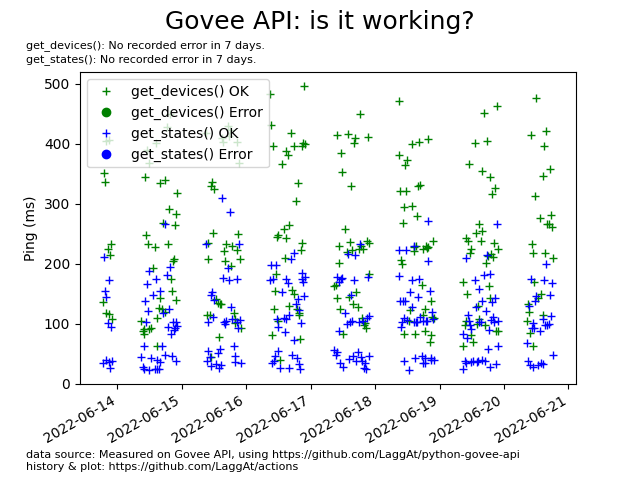 Govee API: is it working?
get_devices(): No recorded error in 7 days.
get_states(): No recorded error in 7 days.
500
400
300
200
100
0
Ping (ms)
get_devices() OK
get_devices() Error
get_states() OK
get_states() Error
2022-06-14
2022-06-15
2022-06-16
2022-06-17
2022-06-18
2022-06-19
2022-06-20
2022-06-21
data source: Measured on Govee API, using https://github.com/LaggAt/python-govee-api
history & plot: https://github.com/LaggAt/actions